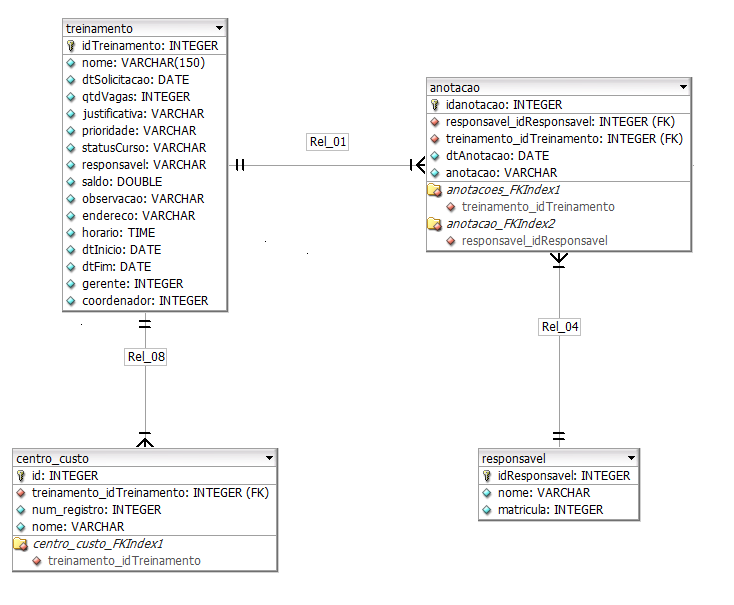 treinamento
idTreinamento: INTEGER
nome: VARCHAR(150)
dtSolicitacao: DATE
qtdVagas: INTEGER
justificativa: VARCHAR
prioridade: VARCHAR
statusCurso: VARCHAR
responsavel: VARCHAR
saldo: DOUBLE
observacao: VARCHAR
endereco: VARCHAR
horario: TIME
dtInicio: DATE
dtFim: DATE
gerente: INTEGER
coordenador: INTEGER
Rel_01
anotacao
idanotacao: INTEGER
responsavel_idResponsavel: INTEGER (FK)
treinamento_idTreinamento: INTEGER (FK)
dtAnotacao: DATE
anotacao: VARCHAR
anotacoes_FKIndex1
treinamento_idTreinamento
anotacao_FKIndex2
responsavel_idResponsavel
Rel_08
Rel_04
centro_custo
id: INTEGER
treinamento_idTreinamento: INTEGER (FK)
num_registro: INTEGER
nome: VARCHAR
centro_custo_FKIndex1
treinamento_idTreinamento
responsavel
idResponsavel: INTEGER
nome: VARCHAR
matricula: INTEGER